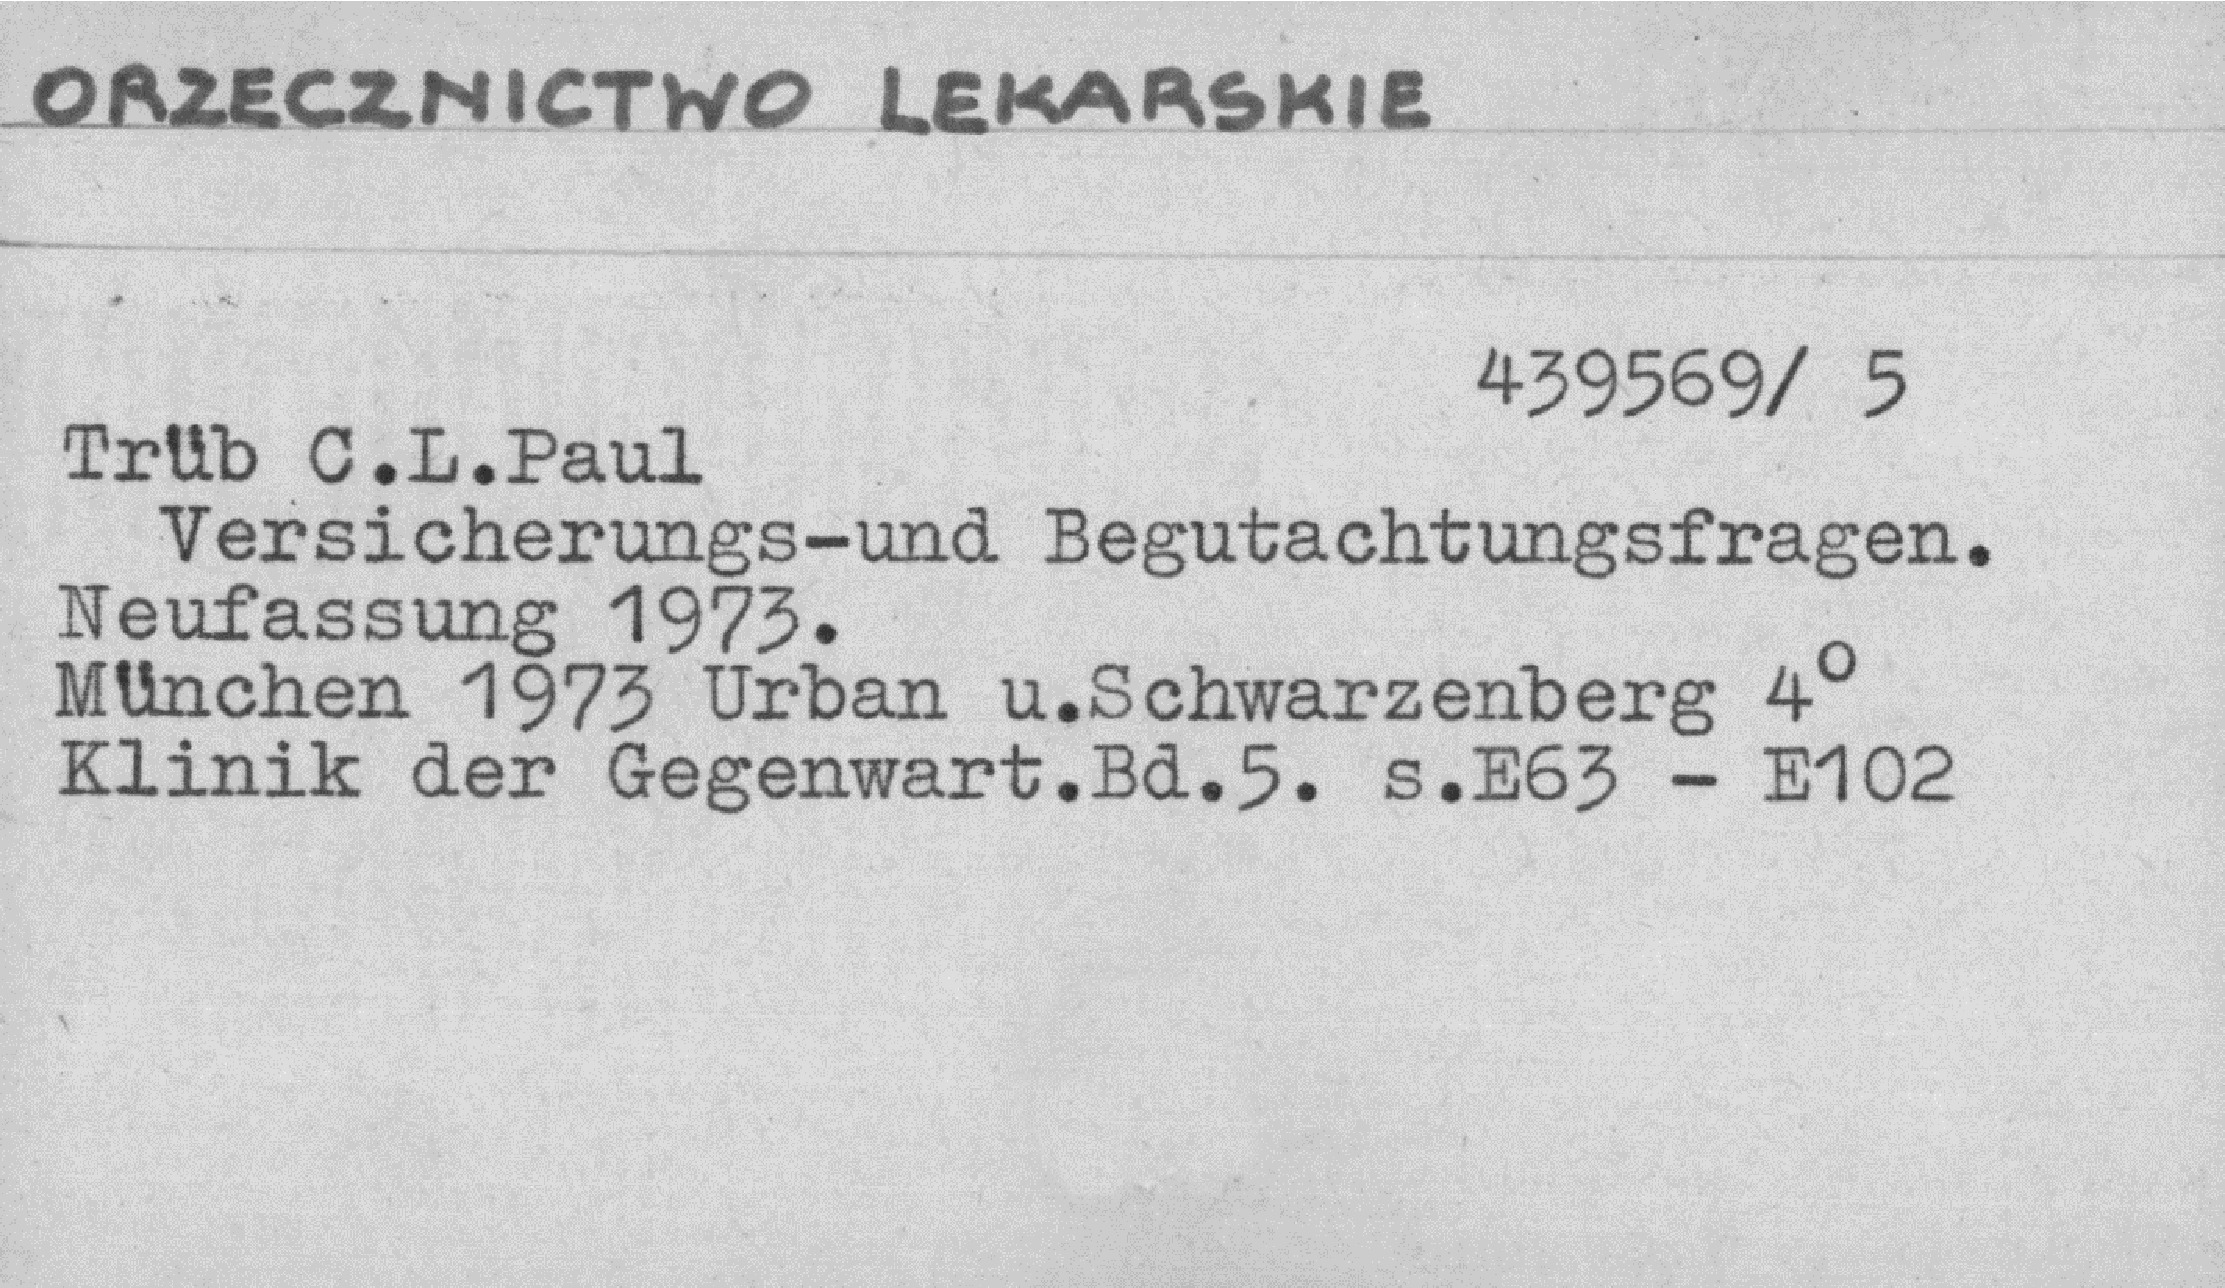 ORZECZNICTWO LEKARSKIE
439569/ 5
Trüb C.L.Paul
Versicherungs-und Begutachtungsfragen.
Neufassung 1973.
München 1973 Urban u.Schwarzenberg 4º
Klinik der Gegenwart.Bd.5. s.E63 - E102